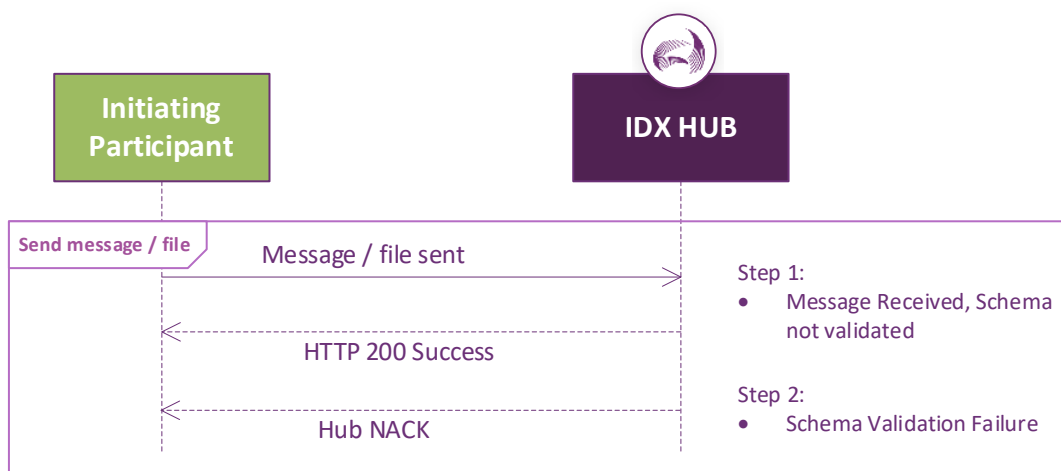 Initiating
Participant
IDX HUB
Send message / file
Message / file sent
Step 1:
• Message Received, Schema
not validated
HTTP 200 Success
Step 2:
• Schema Validation Failure
Hub NACK